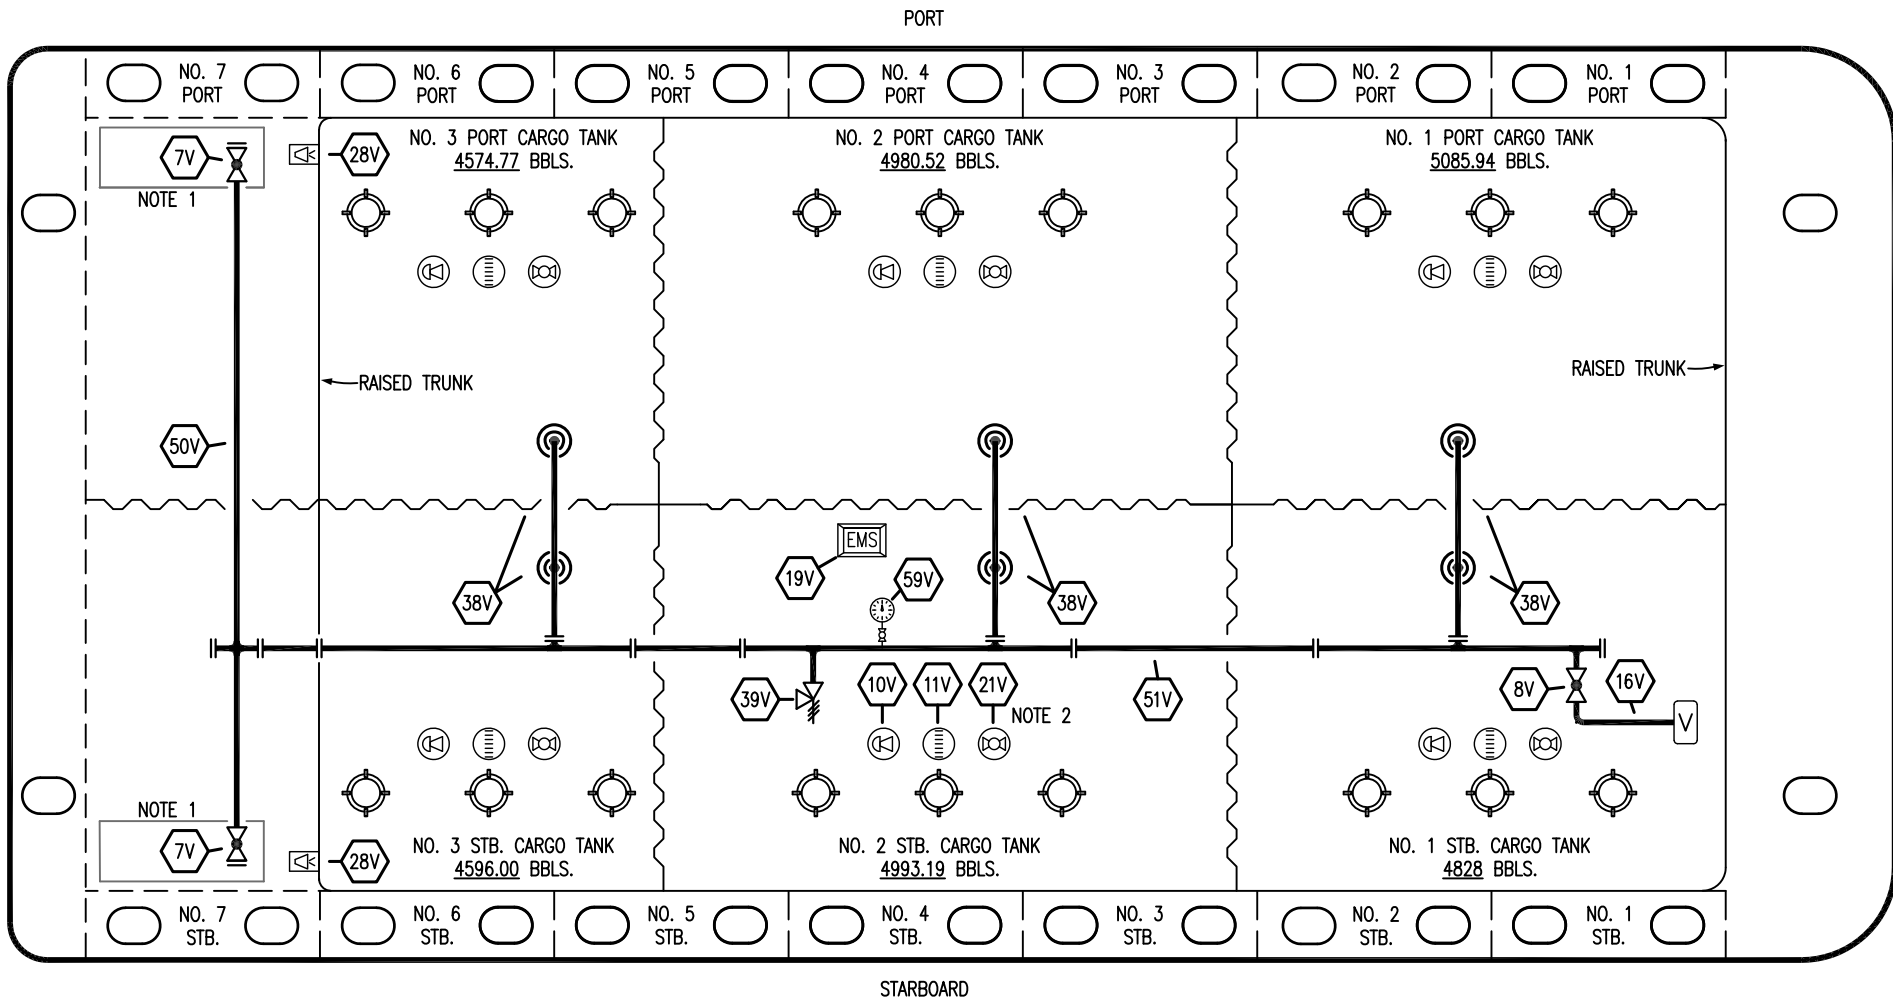 PORT
NO. 7
PORT
NO. 6
PORT
NO. 5
PORT
NO. 4
PORT
NO. 3
PORT
NO. 2
PORT
NO. 1
PORT
7V
NOTE 1
28V
NO. 3 PORT CARGO TANK
4574.77 BBLS.
NO. 2 PORT CARGO TANK
4980.52 BBLS.
NO. 1 PORT CARGO TANK
5085.94 BBLS.
RAISED TRUNK
RAISED TRUNK
50V
EMS
19V
59V
38V
38V
38V
39V
10V
11V
21V
NOTE 2
51V
8V
16V
V
NOTE 1
7V
28V
NO. 3 STB. CARGO TANK
4596.00 BBLS.
NO. 2 STB. CARGO TANK
4993.19 BBLS.
NO. 1 STB. CARGO TANK
4828 BBLS.
NO. 7
STB.
NO. 6
STB.
NO. 5
STB.
NO. 4
STB.
NO. 3
STB.
NO. 2
STB.
NO. 1
STB.
STARBOARD